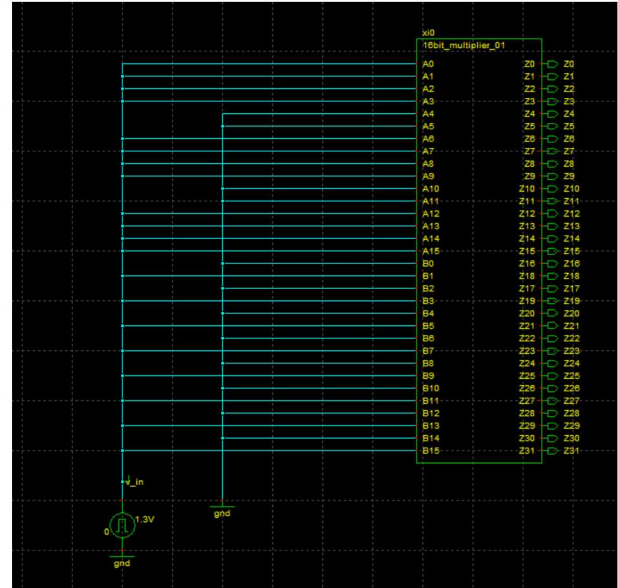 xi0
16bit_multiplier_01
A0 Z0 Z0
A1 Z1 Z1
A2 Z2 Z2
A3 Z3 Z3
A4 Z4 Z4
A5 Z5 Z5
A6 Z6 Z6
A7 Z7 Z7
A8 Z8 Z8
A9 Z9 Z9
A10 Z10 Z10
A11 Z11 Z11
A12 Z12 Z12
A13 Z13 Z13
A14 Z14 Z14
A15 Z15 Z15
B0 Z16 Z16
B1 Z18 Z18
B2 Z17 Z17
B3 Z19 Z19
B4 Z20 Z20
B5 Z21 Z21
B6 Z22 Z22
B7 Z23 Z23
B8 Z24 Z24
B9 Z25 Z25
B10 Z26 Z26
B11 Z27 Z27
B12 Z28 Z28
B13 Z29 Z29
B14 Z30 Z30
B15 Z31 Z31
v_in
gnd
1.3V
0
gnd